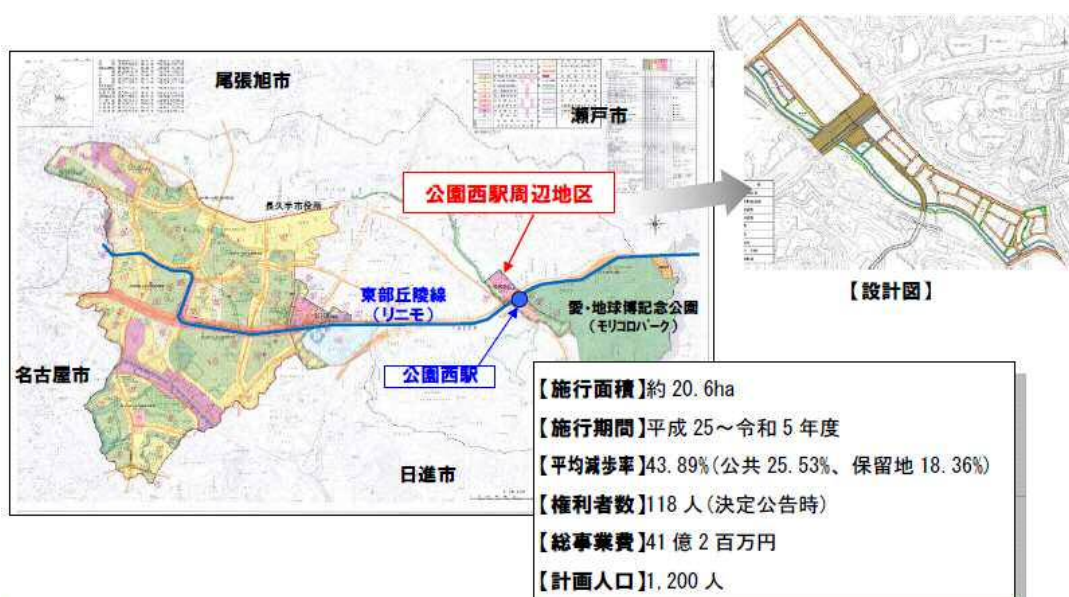 尾張旭市
瀬戸市
公園西駅周辺地区
長久手市役所
東部丘陵線
(リニモ)
愛・地球博記念公園
(モリコロパーク)
公園西駅
名古屋市
日進市
【設計図】
【施行面積】約 20.6ha
【施行期間】平成 25～令和 5 年度
【平均減歩率】43.89%(公共 25.53%、保留地 18.36%)
【権利者数】118 人(決定公告時)
【総事業費】41 億 2 百万円
【計画人口】1,200 人